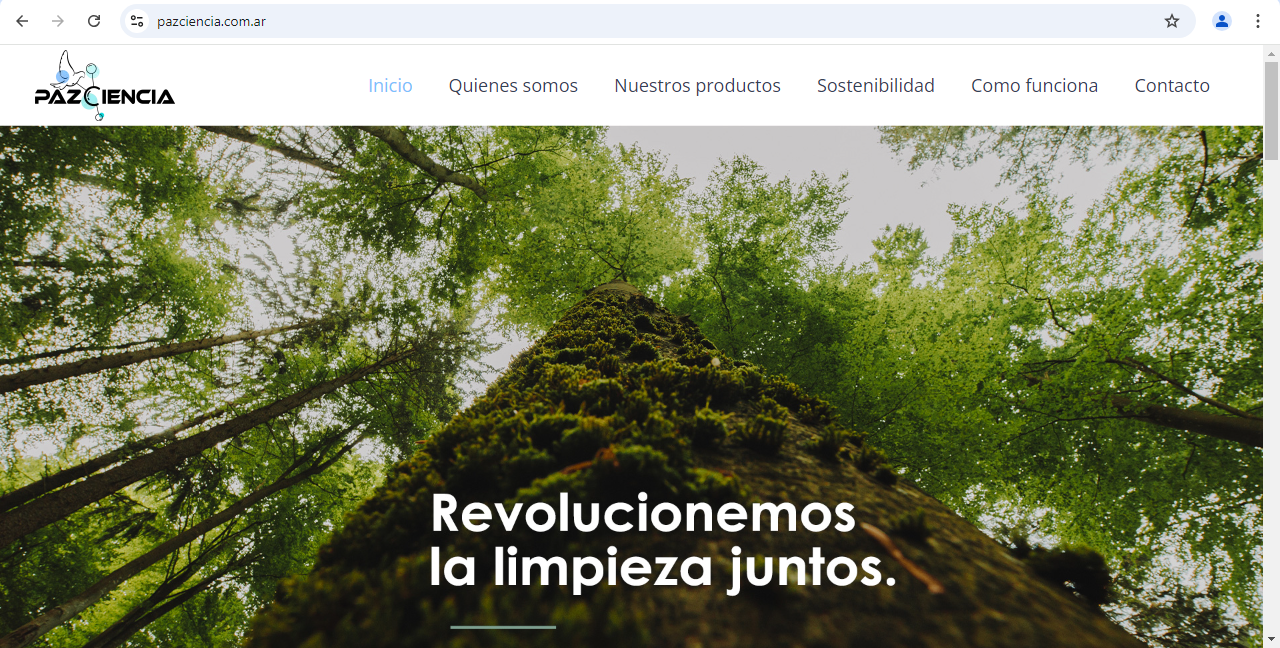 pazciencia.com.ar
PAZCIENCIA
Inicio
Quienes somos
Nuestros productos
Sostenibilidad
Como funciona
Contacto
Revolucionemos
la limpieza juntos.